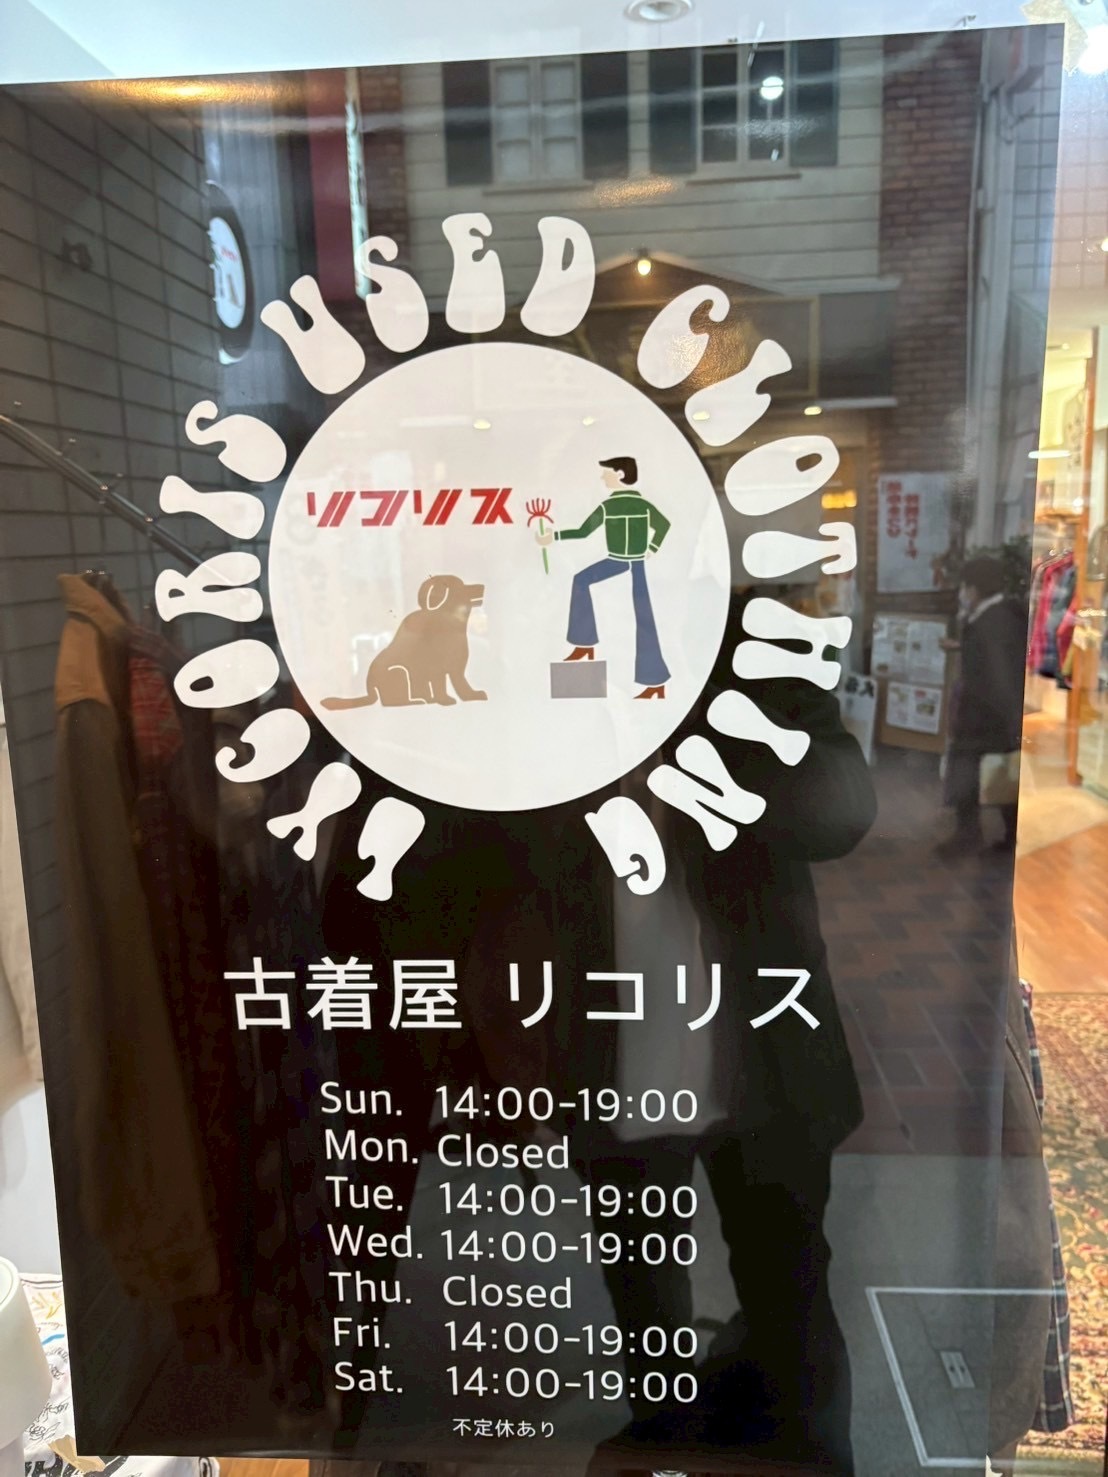 LYCORIS USED CLOTHING
リコリス
古着屋 リコリス
Sun. 14:00-19:00
Mon. Closed
Tue. 14:00-19:00
Wed. 14:00-19:00
Thu. Closed
Fri. 14:00-19:00
Sat. 14:00-19:00
不定休あり